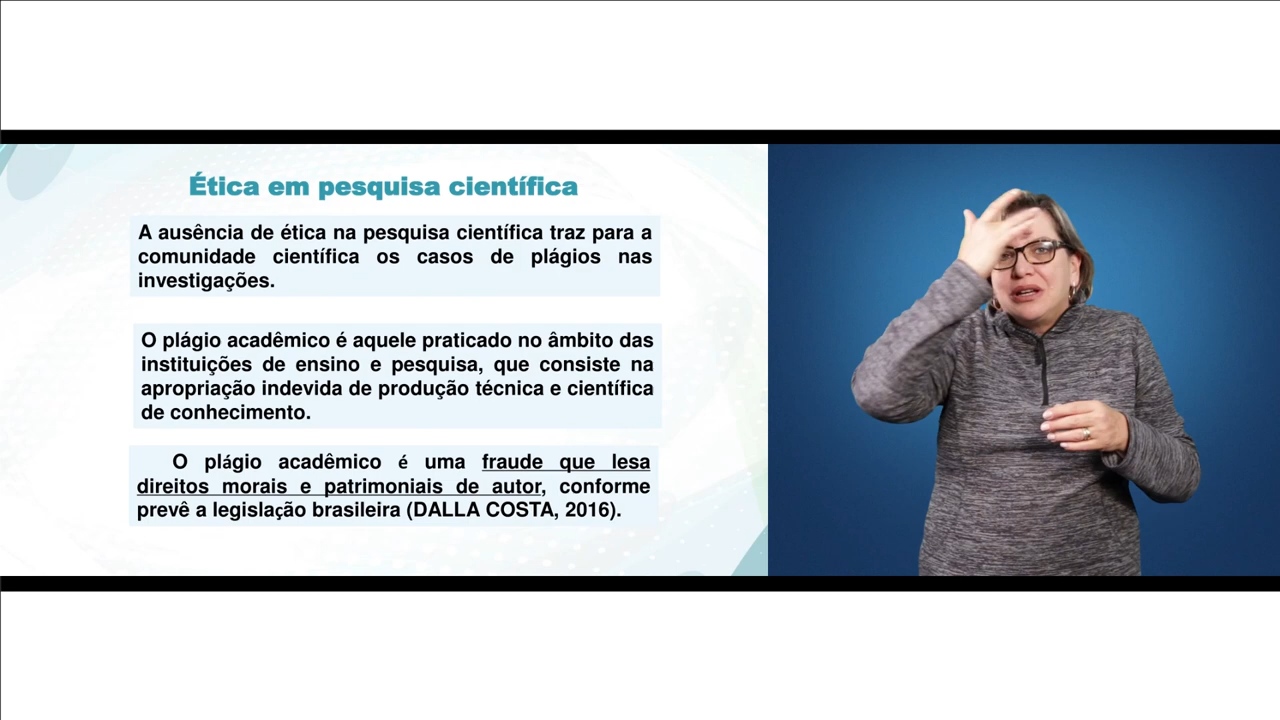 Ética em pesquisa científica
A ausência de ética na pesquisa científica traz para a
comunidade científica os casos de plágios nas
investigações.
O plágio acadêmico é aquele praticado no âmbito das
instituições de ensino e pesquisa, que consiste na
apropriação indevida de produção técnica e científica
de conhecimento.
O plágio acadêmico é uma fraude que lesa
direitos morais e patrimoniais de autor, conforme
prevê a legislação brasileira (DALLA COSTA, 2016).